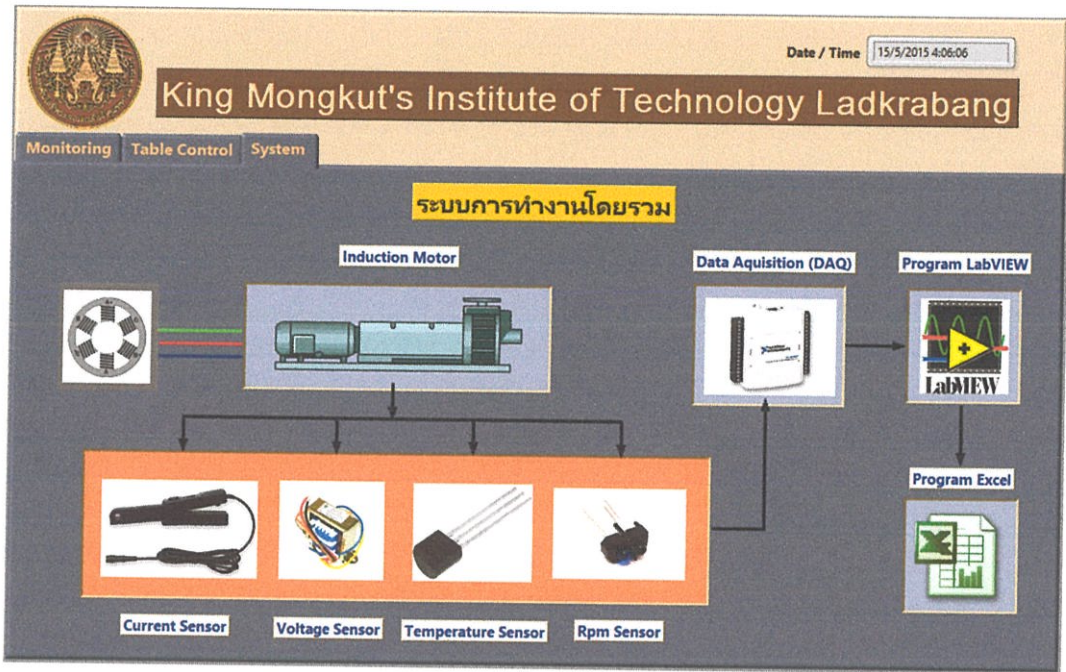 Date / Time 15/5/2015 4:06:06
King Mongkut's Institute of Technology Ladkrabang
Monitoring Table Control System
ระบบการทำงานโดยรวม
Induction Motor
Data Aquisition (DAQ)
Program LabVIEW
LabVIEW
Program Excel
Current Sensor
Voltage Sensor
Temperature Sensor
Rpm Sensor